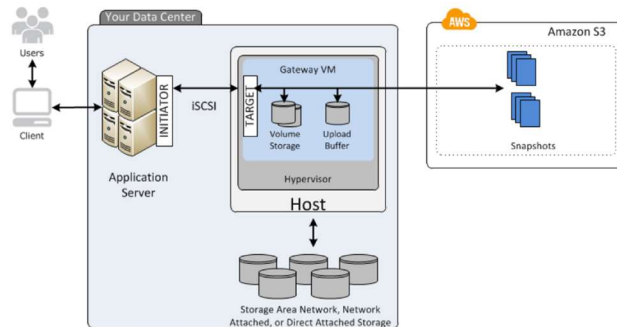 Your Data Center
AWS
Amazon S3
Users
Client
INITIATOR
iSCSI
TARGET
Gateway VM
Volume
Storage
Upload
Buffer
Hypervisor
Host
Application
Server
Snapshots
Storage Area Network, Network
Attached, or Direct Attached Storage